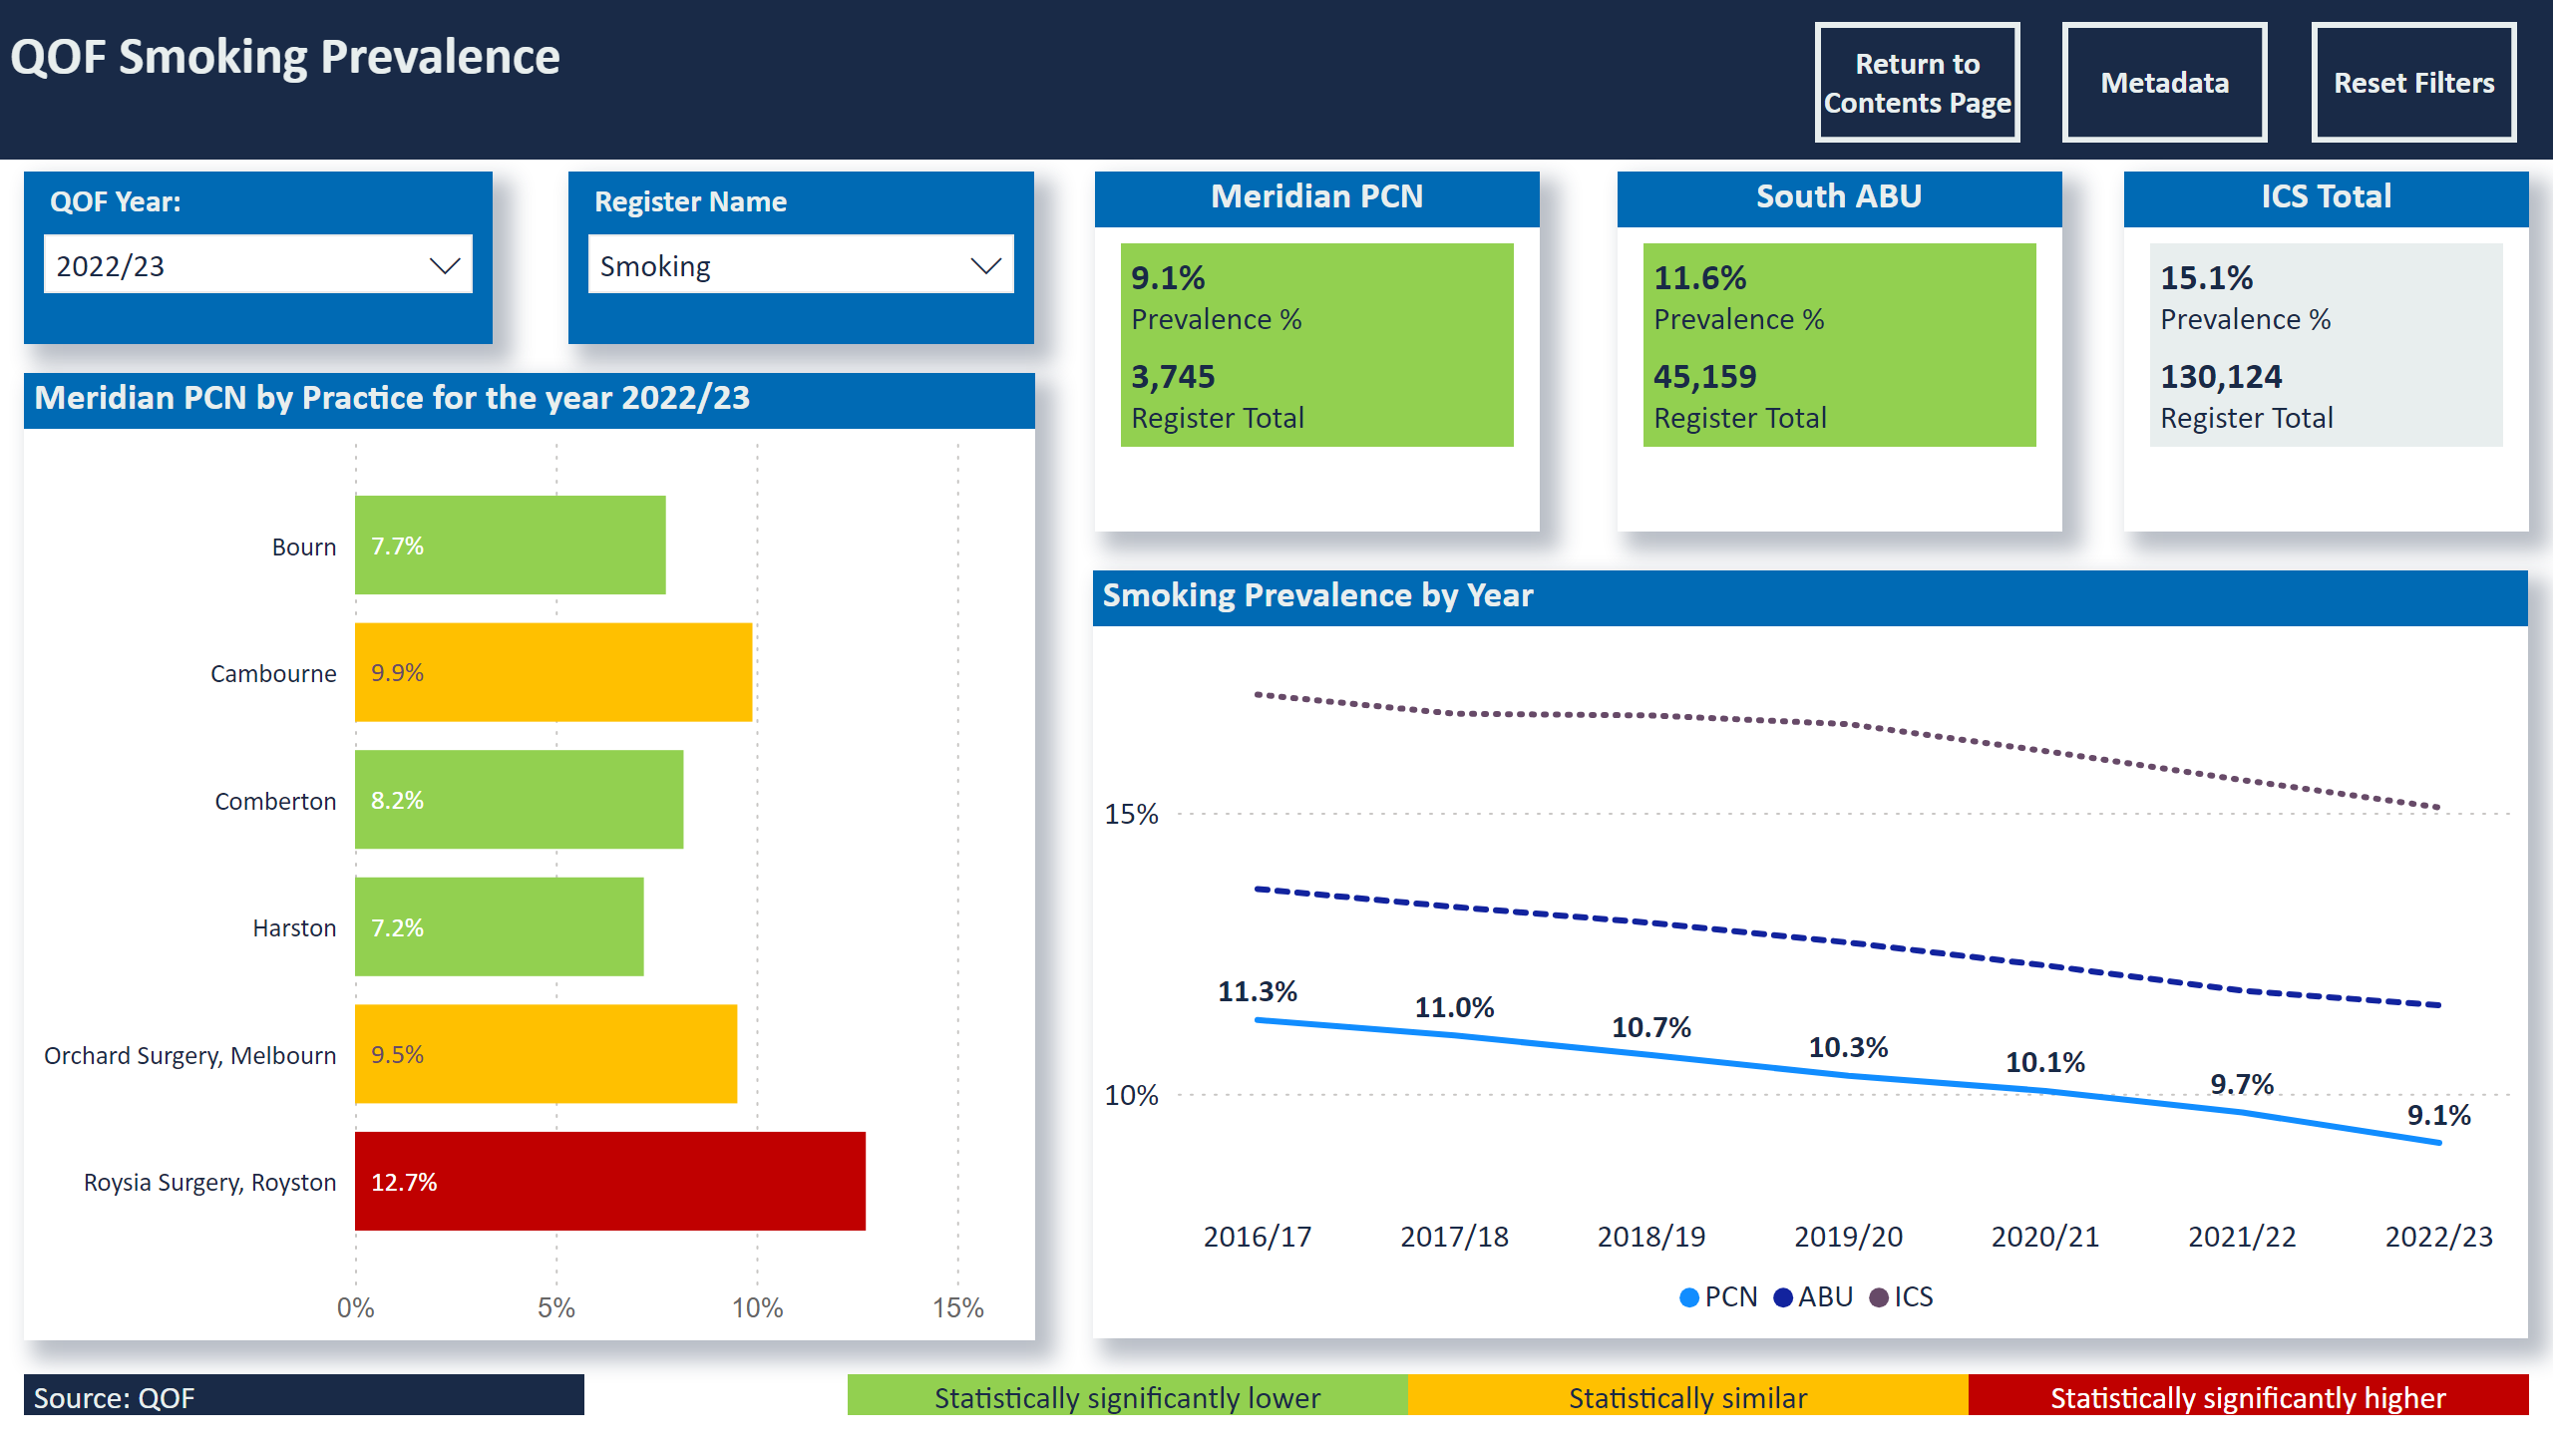 QOF Smoking Prevalence
Return to
Contents Page
Metadata
Reset Filters
QOF Year:
2022/23
Register Name
Smoking
Meridian PCN
9.1%
Prevalence %
3,745
Register Total
South ABU
11.6%
Prevalence %
45,159
Register Total
ICS Total
15.1%
Prevalence %
130,124
Register Total
Meridian PCN by Practice for the year 2022/23
Bourn 7.7%
Cambourne 9.9%
Comberton 8.2%
Harston 7.2%
Orchard Surgery, Melbourn 9.5%
Roysia Surgery, Royston 12.7%
0% 5% 10% 15%
Smoking Prevalence by Year
15%
10%
11.3% 11.0% 10.7% 10.3% 10.1% 9.7% 9.1%
2016/17 2017/18 2018/19 2019/20 2020/21 2021/22 2022/23
PCN ABU ICS
Source: QOF
Statistically significantly lower
Statistically similar
Statistically significantly higher